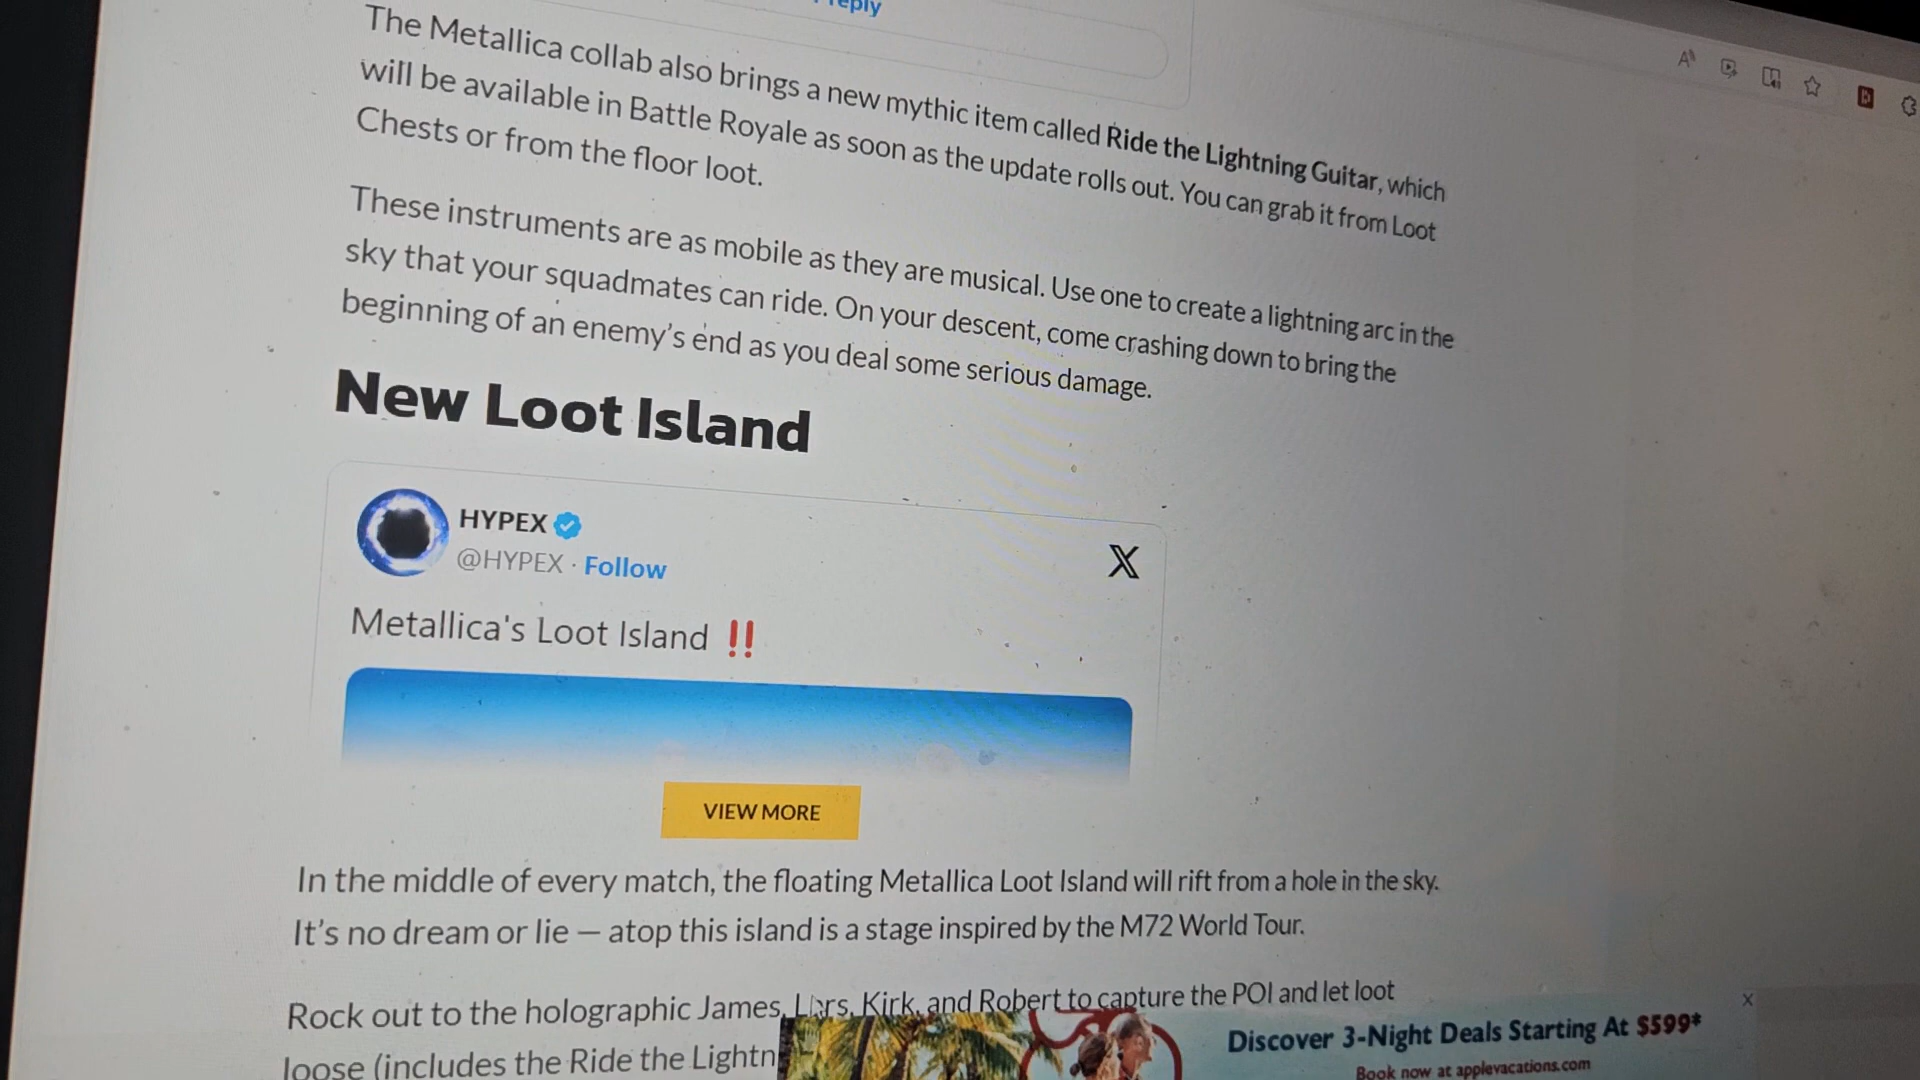 reply
The Metallica collab also brings a new mythic item called Ride the Lightning Guitar, which
will be available in Battle Royale as soon as the update rolls out. You can grab it from Loot
Chests or from the floor loot.
These instruments are as mobile as they are musical. Use one to create a lightning arc in the
sky that your squadmates can ride. On your descent, come crashing down to bring the
beginning of an enemy’s end as you deal some serious damage.
New Loot Island
HYPEX
@HYPEX · Follow
X
Metallica's Loot Island ‼
VIEW MORE
In the middle of every match, the floating Metallica Loot Island will rift from a hole in the sky.
It’s no dream or lie — atop this island is a stage inspired by the M72 World Tour.
Rock out to the holographic James, Lars, Kirk, and Robert to capture the POI and let loot
loose (includes the Ride the Lightn
Discover 3-Night Deals Starting At $599*
Book now at applevacations.com